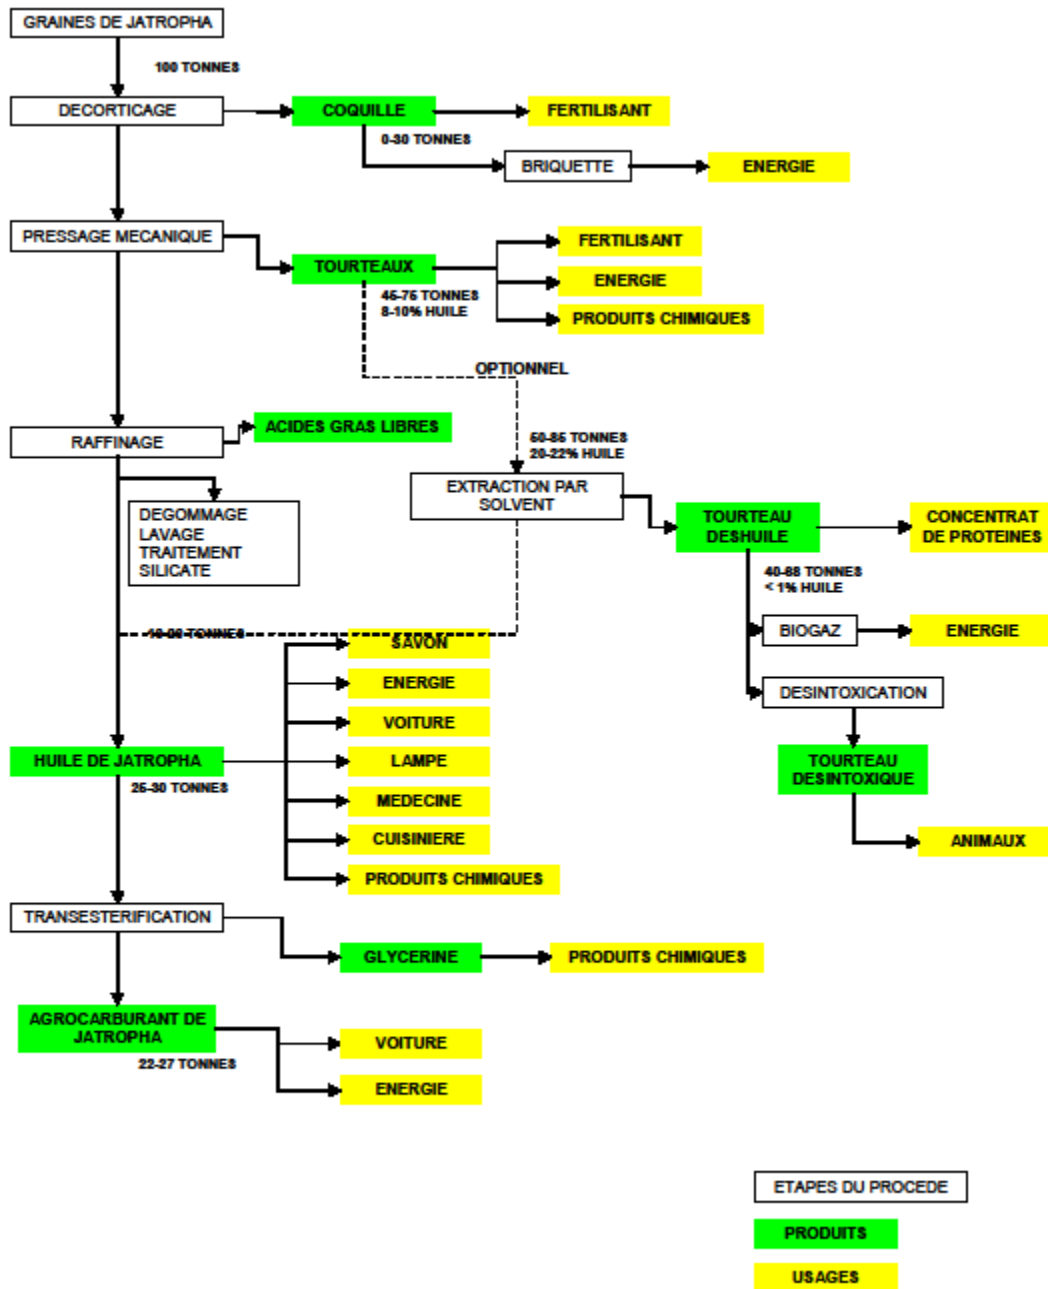 GRAINES DE JATROPHA
100 TONNES
DECORTICAGE
COQUILLE
FERTILISANT
0-30 TONNES
BRIQUETTE
ENERGIE
PRESSAGE MECANIQUE
FERTILISANT
TOURTEAUX
ENERGIE
45-75 TONNES
8-10% HUILE
PRODUITS CHIMIQUES
OPTIONNEL
ACIDES GRAS LIBRES
RAFFINAGE
50-85 TONNES
20-22% HUILE
EXTRACTION PAR
SOLVENT
DEGOMMAGE
LAVAGE
TRAITEMENT
SILICATE
TOURTEAU
DESHUILE
CONCENTRAT
DE PROTEINES
40-68 TONNES
< 1% HUILE
BIOGAZ
ENERGIE
TONNES
SAVON
ENERGIE
DESINTOXICATION
VOITURE
HUILE DE JATROPHA
LAMPE
TOURTEAU
DESINTOXIQUE
25-30 TONNES
MEDECINE
CUISINIERE
ANIMAUX
PRODUITS CHIMIQUES
TRANSESTERIFICATION
GLYCERINE
PRODUITS CHIMIQUES
AGROCARBURANT DE
JATROPHA
VOITURE
22-27 TONNES
ENERGIE
ETAPES DU PROCEDE
PRODUITS
USAGES